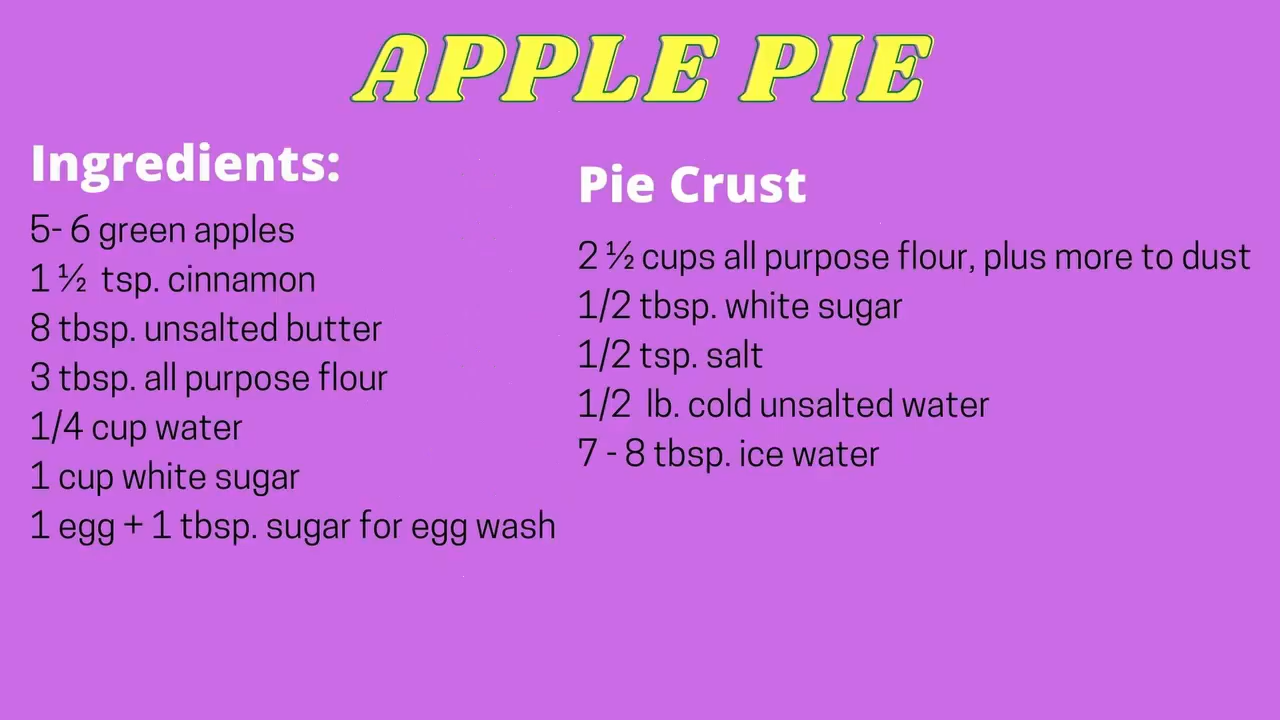 APPLE PIE
Ingredients:
5- 6 green apples
1 ½ tsp. cinnamon
8 tbsp. unsalted butter
3 tbsp. all purpose flour
1/4 cup water
1 cup white sugar
1 egg + 1 tbsp. sugar for egg wash
Pie Crust
2 ½ cups all purpose flour, plus more to dust
1/2 tbsp. white sugar
1/2 tsp. salt
1/2 lb. cold unsalted water
7 - 8 tbsp. ice water